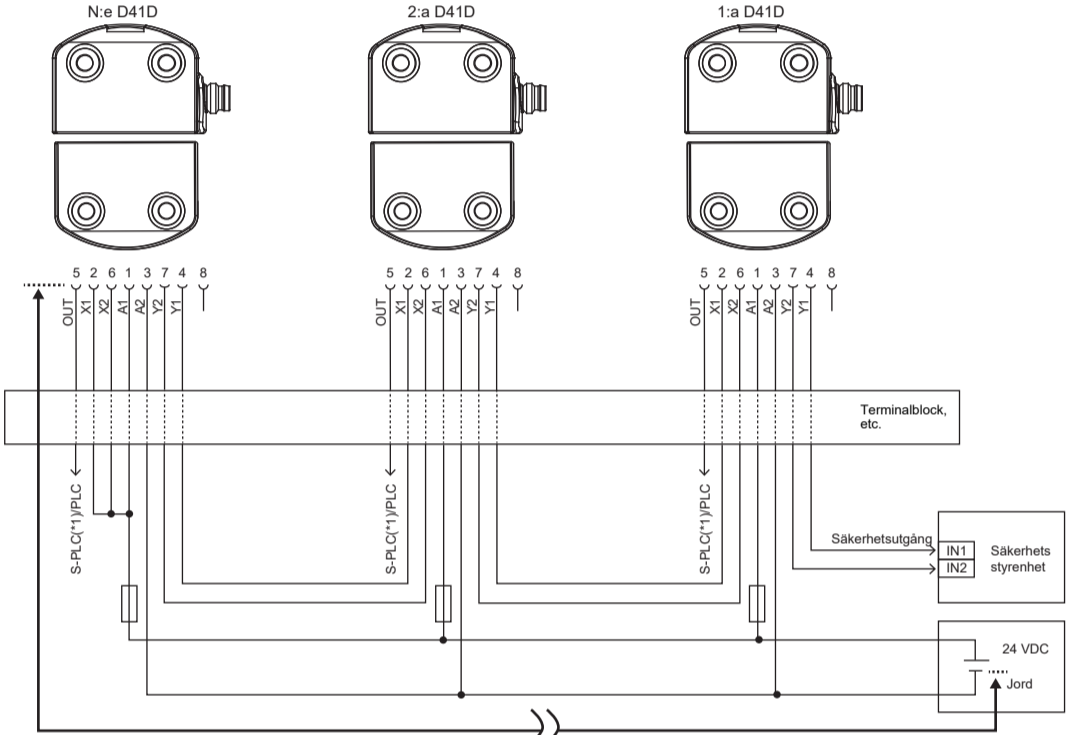 N:e D41D
2:a D41D
1:a D41D
5 2 6 1 3 7 4 8
OUT X1 X2 A1 A2 Y2 Y1
5 2 6 1 3 7 4 8
OUT X1 X2 A1 A2 Y2 Y1
5 2 6 1 3 7 4 8
OUT X1 X2 A1 A2 Y2 Y1
Terminalblock,
etc.
S-PLC(*1)/PLC
S-PLC(*1)/PLC
S-PLC(*1)/PLC
Säkerhetsutgång
IN1
IN2
Säkerhets
styrenhet
24 VDC
Jord